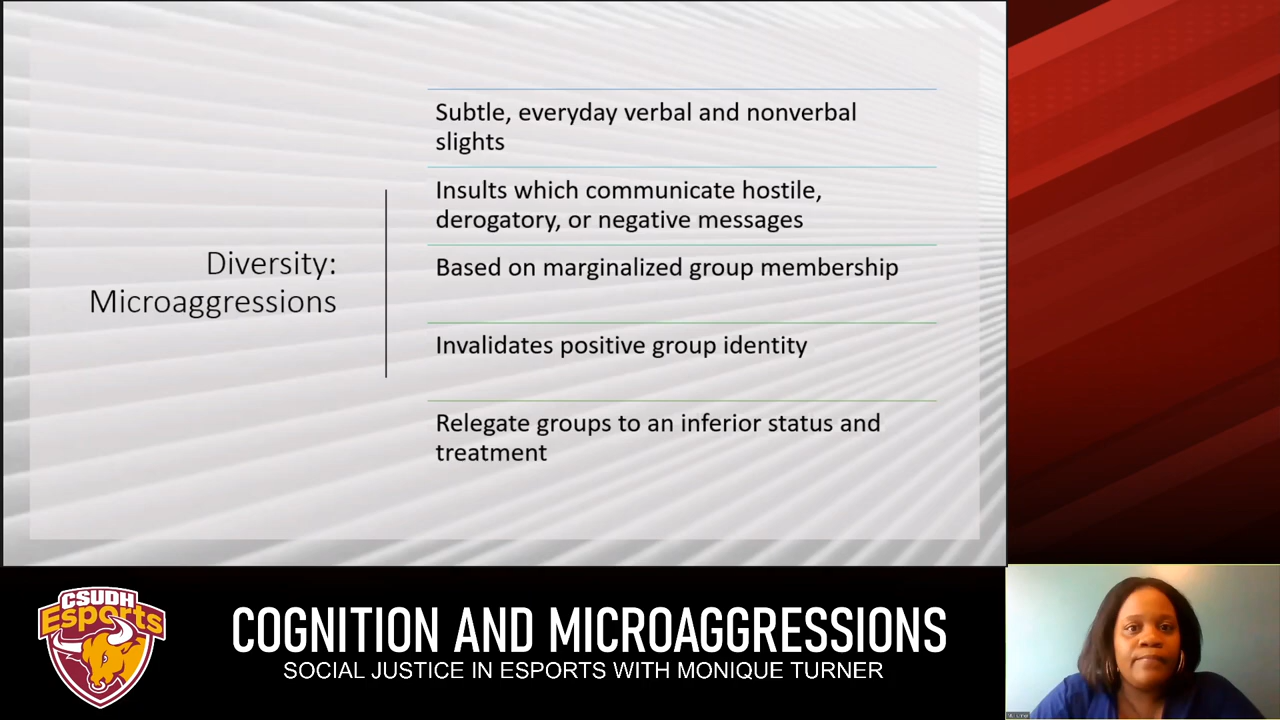 Subtle, everyday verbal and nonverbal
slights
Insults which communicate hostile,
derogatory, or negative messages
Diversity:
Microaggressions
Based on marginalized group membership
Invalidates positive group identity
Relegate groups to an inferior status and
treatment
CSUDH
Esports
COGNITION AND MICROAGGRESSIONS
SOCIAL JUSTICE IN ESPORTS WITH MONIQUE TURNER